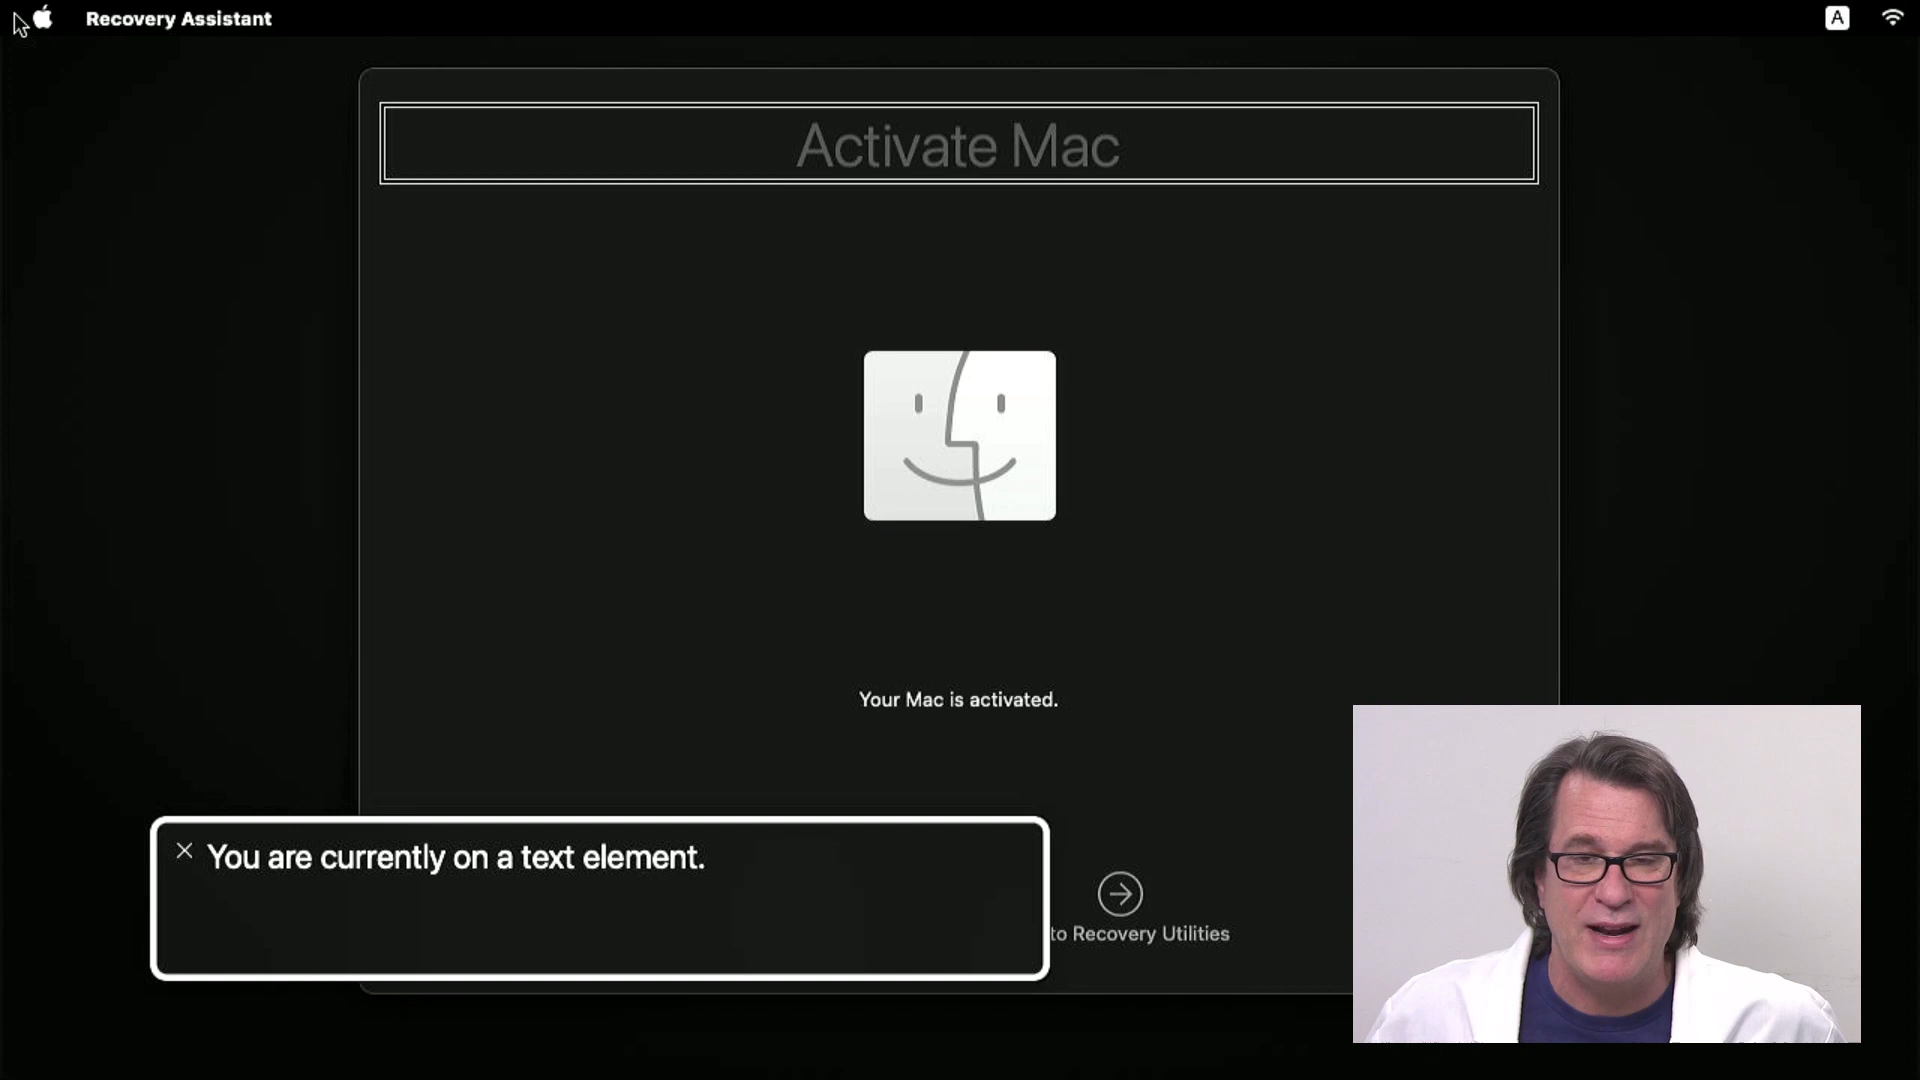 Recovery Assistant
A
Activate Mac
Your Mac is activated.
You are currently on a text element.
to Recovery Utilities